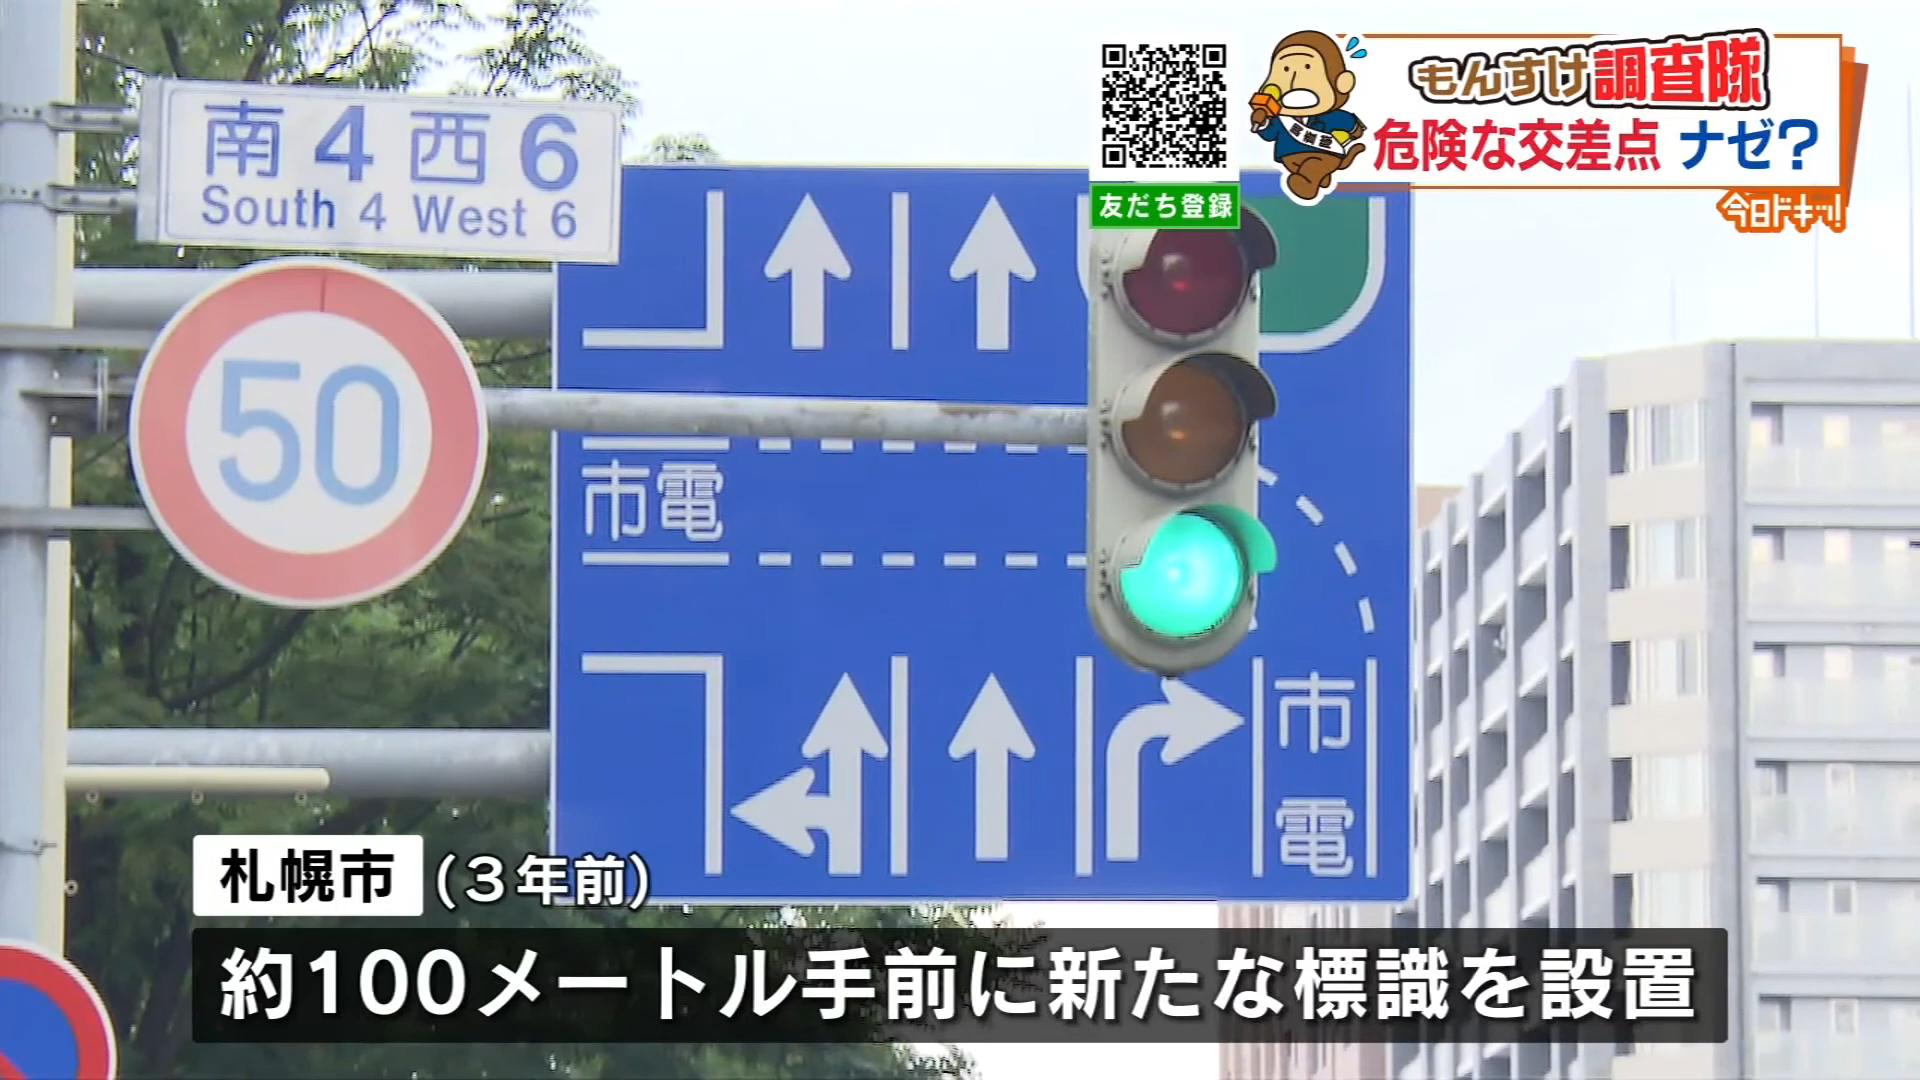 もんすけ調査隊
危険な交差点 ナゼ?
今日ドキッ!
友だち登録
南4西6
South 4 West 6
50
市電
市電
札幌市(3年前)
約100メートル手前に新たな標識を設置